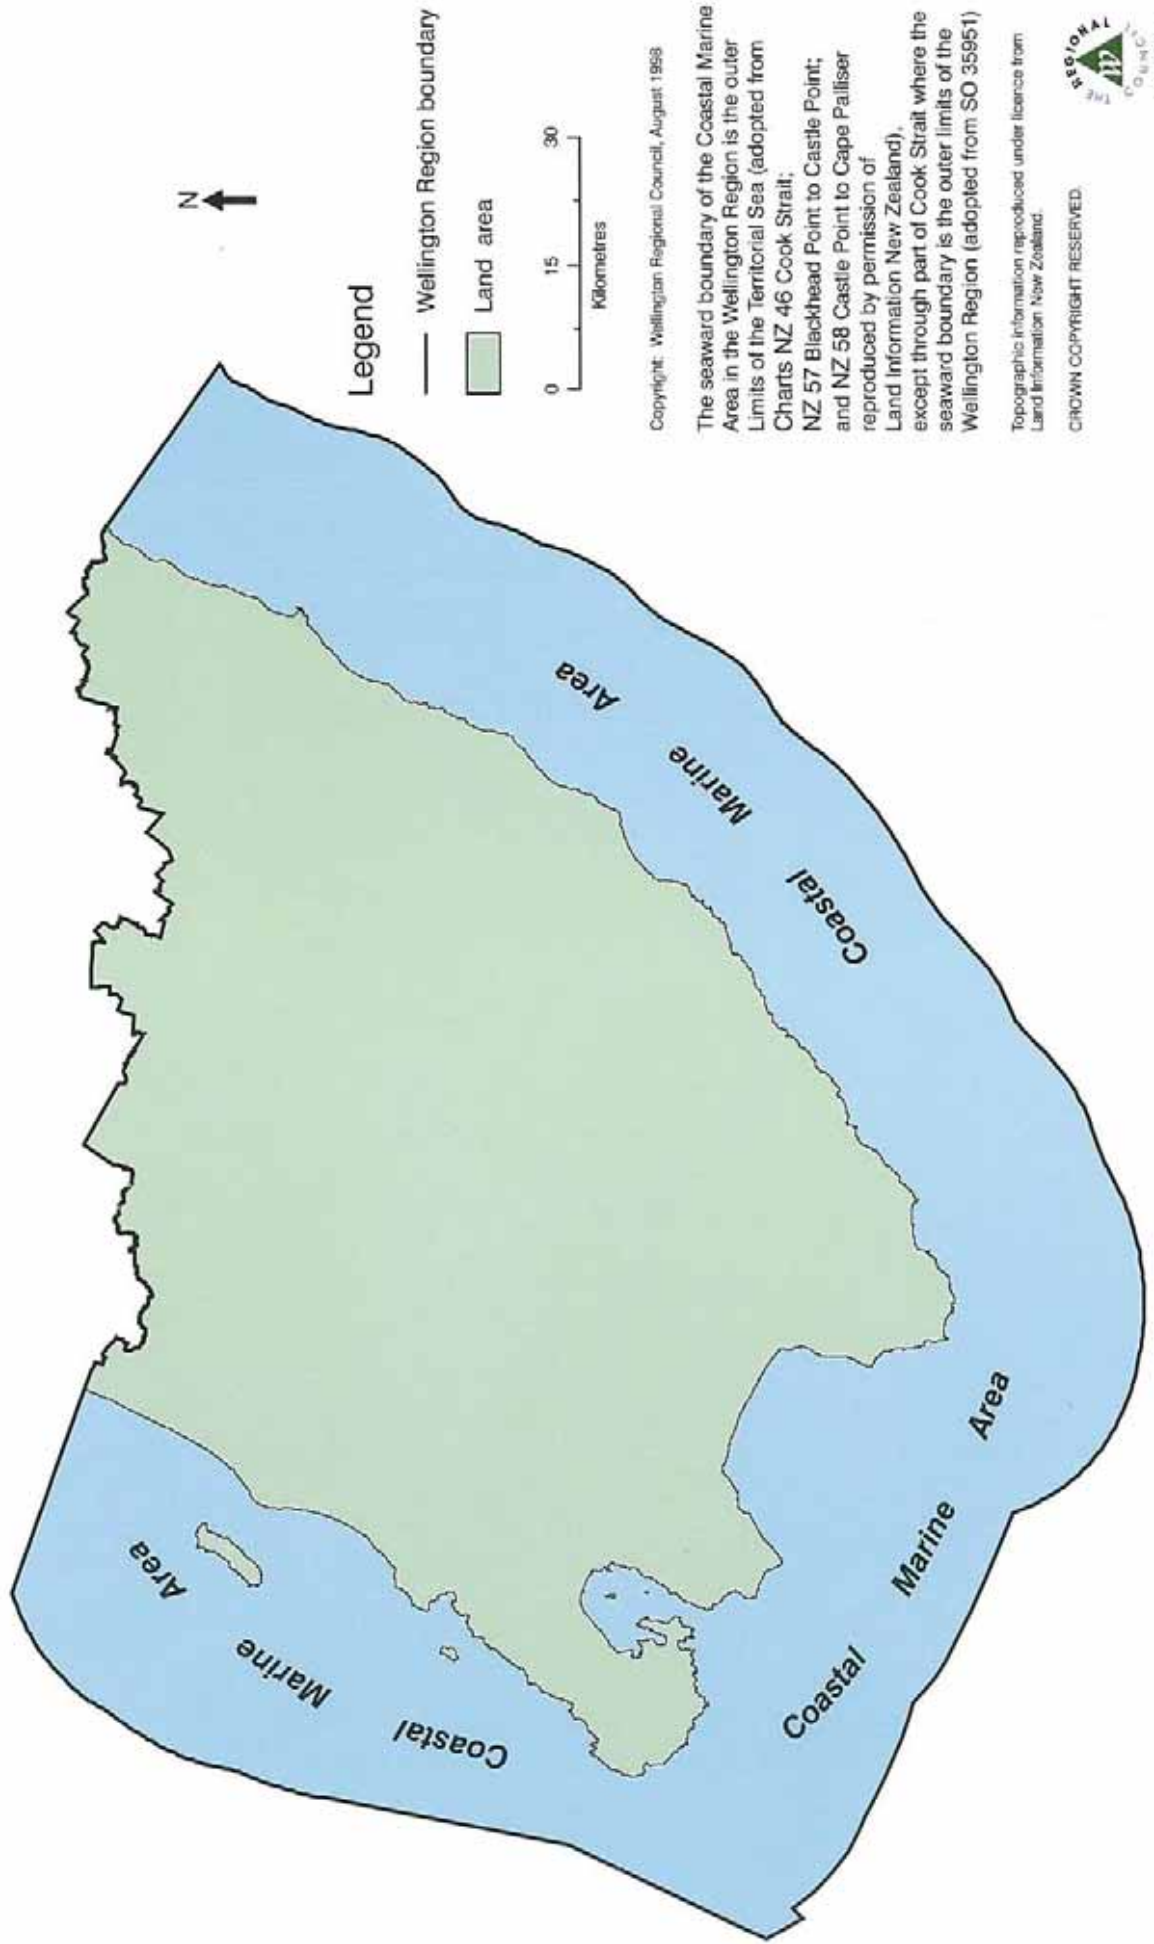 N
Legend
Wellington Region boundary
Land area
0 15 30
Kilometres
Copyright: Wellington Regional Council, August 1998
The seaward boundary of the Coastal Marine
Area in the Wellington Region is the outer
Limits of the Territorial Sea (adopted from
Charts NZ 46 Cook Strait;
NZ 57 Blackhead Point to Castle Point;
and NZ 58 Castle Point to Cape Palliser
reproduced by permission of
Land Information New Zealand),
except through part of Cook Strait where the
seaward boundary is the outer limits of the
Wellington Region (adopted from SO 35951)
Topographic information reproduced under licence from
Land Information New Zealand.
CROWN COPYRIGHT RESERVED.
THE REGIONAL COUNCIL
W
Coastal Marine Area
Coastal Marine Area
Coastal Marine Area